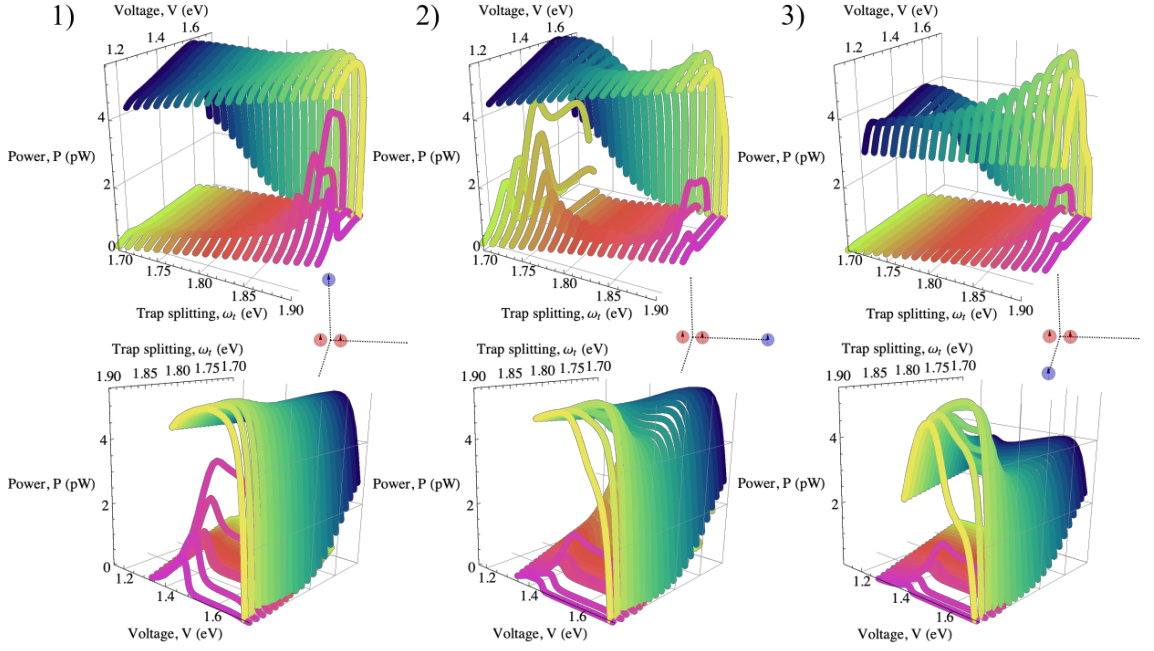 1)
Voltage, V (eV)
1.2
1.4
1.6
4
Power, P (pW)
2
0
1.70
1.75
1.80
1.85
1.90
Trap splitting, ωt (eV)
2)
Voltage, V (eV)
1.2
1.4
1.6
4
Power, P (pW)
2
0
1.70
1.75
1.80
1.85
1.90
Trap splitting, ωt (eV)
3)
Voltage, V (eV)
1.2
1.4
1.6
4
Power, P (pW)
2
0
1.70
1.75
1.80
1.85
1.90
Trap splitting, ωt (eV)
Trap splitting, ωt (eV)
1.90 1.85 1.80 1.75 1.70
4
Power, P (pW)
2
0
1.2
1.4
1.6
Voltage, V (eV)
Trap splitting, ωt (eV)
1.90 1.85 1.80 1.75 1.70
4
Power, P (pW)
2
0
1.2
1.4
1.6
Voltage, V (eV)
Trap splitting, ωt (eV)
1.90 1.85 1.80 1.75 1.70
4
Power, P (pW)
2
0
1.2
1.4
1.6
Voltage, V (eV)